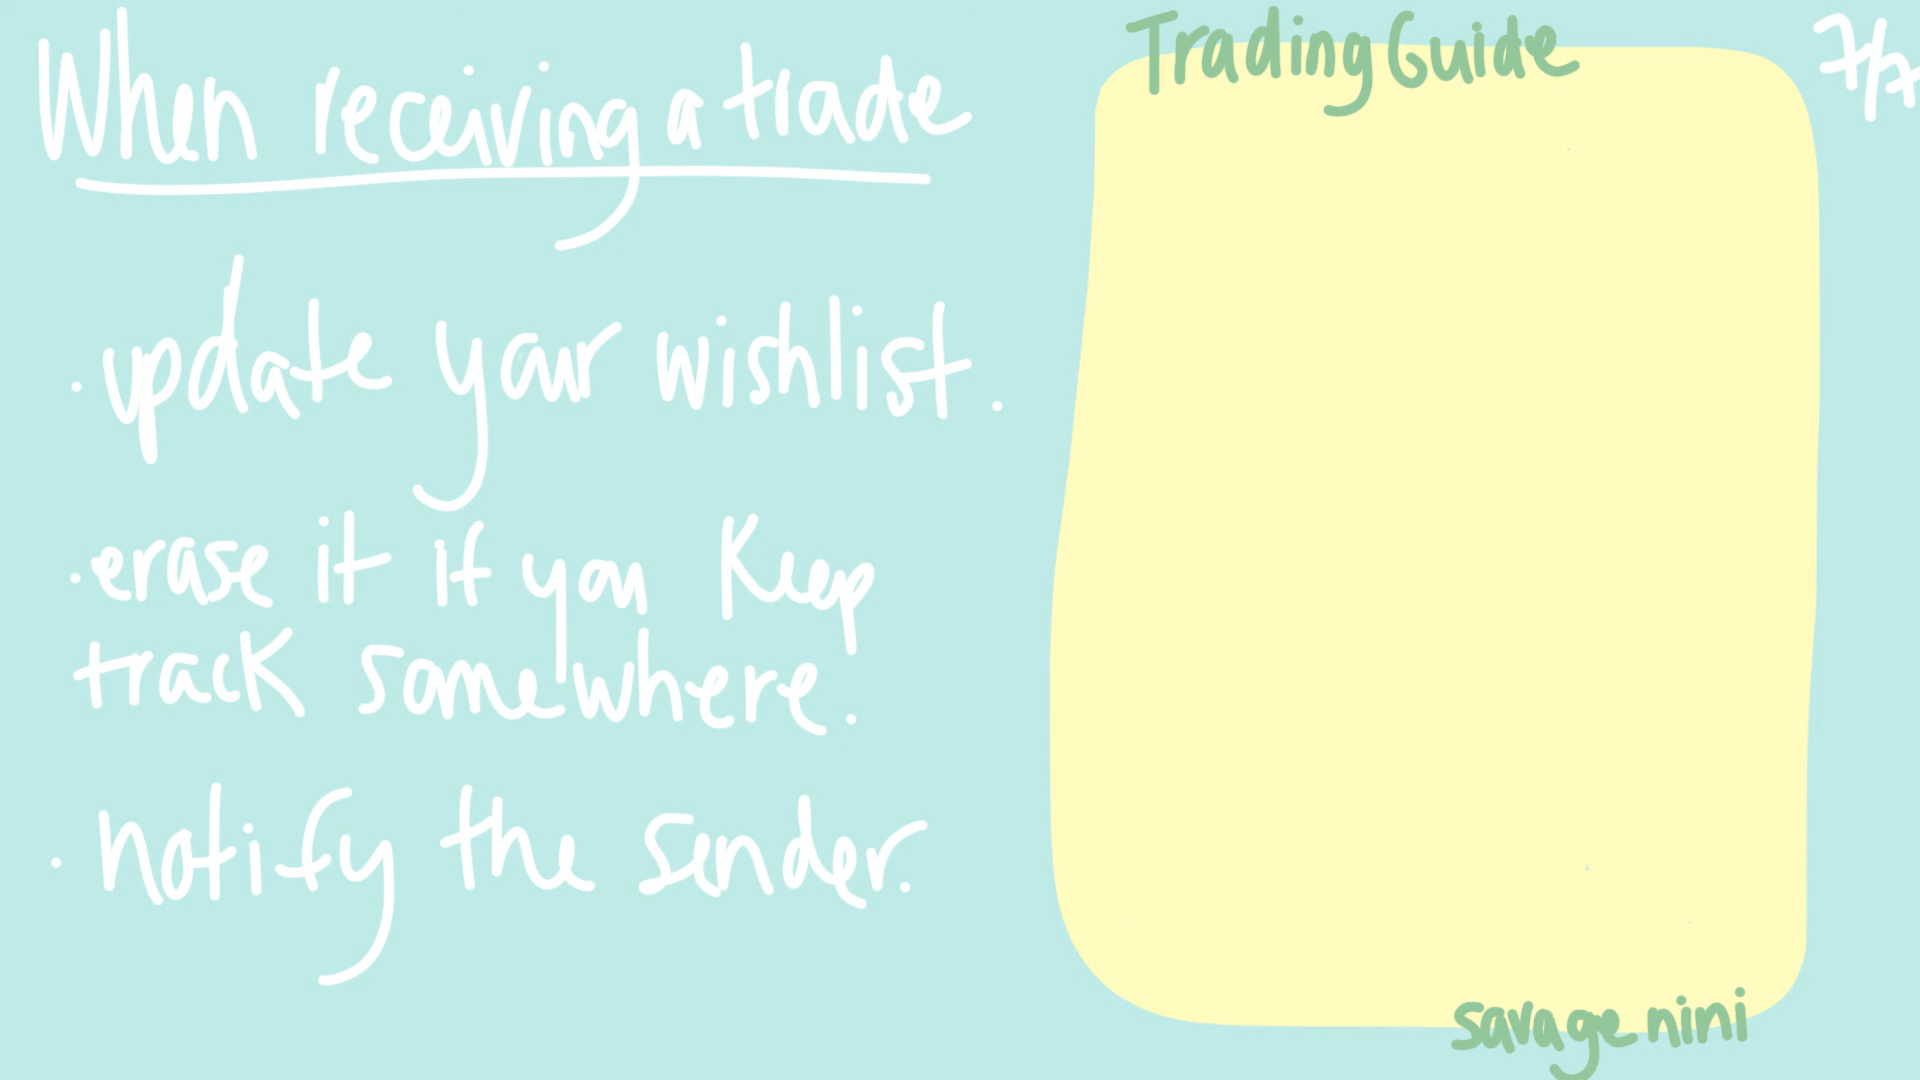 When receiving a trade
· update your wishlist.
· erase it if you keep
track somewhere.
· notify the sender.
Trading Guide
7/7
savage nini